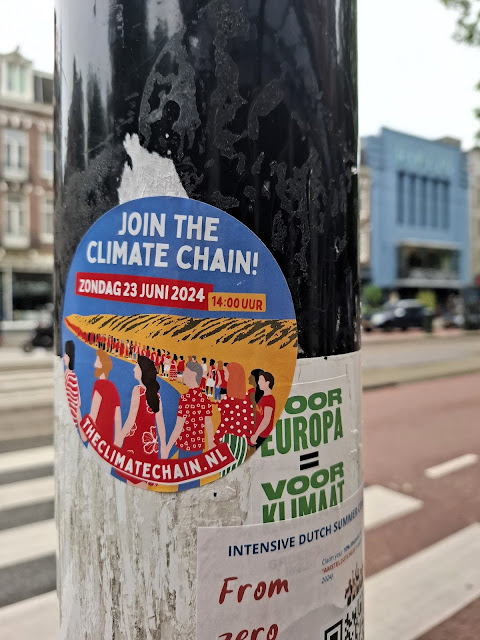 JOIN THE
CLIMATE CHAIN!
ZONDAG 23 JUNI 2024
14:00 UUR
THECLIMATECHAIN.NL
VOOR
EUROPA
=
VOOR
KLIMAAT
INTENSIVE DUTCH SUMMER
From
zero